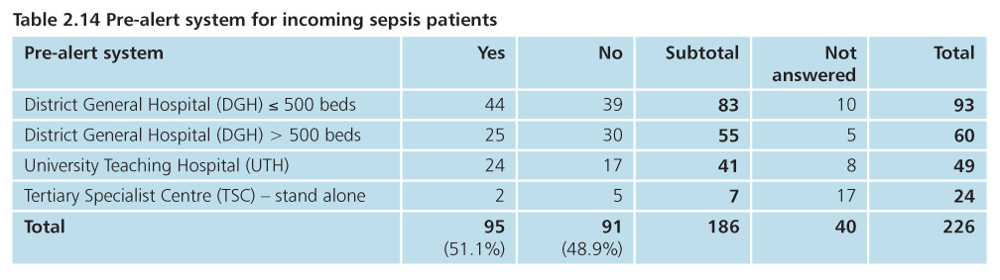 Table 2.14 Pre-alert system for incoming sepsis patients
Pre-alert system Yes No Subtotal Not answered Total
District General Hospital (DGH) ≤ 500 beds 44 39 83 10 93
District General Hospital (DGH) > 500 beds 25 30 55 5 60
University Teaching Hospital (UTH) 24 17 41 8 49
Tertiary Specialist Centre (TSC) – stand alone 2 5 7 17 24
Total 95 91 186 40 226
(51.1%) (48.9%)